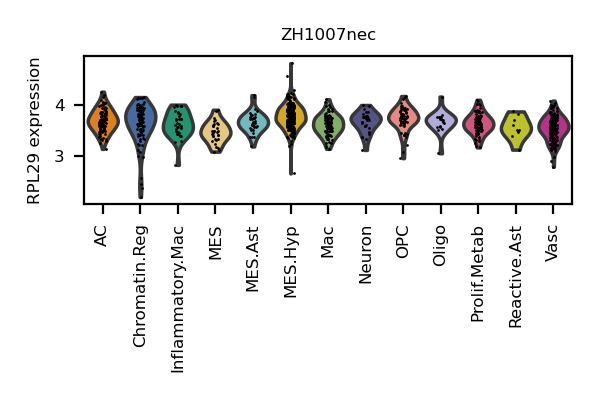 ZH1007nec
RPL29 expression
4
3
AC
Chromatin.Reg
Inflammatory.Mac
MES
MES.Ast
MES.Hyp
Mac
Neuron
OPC
Oligo
Prolif.Metab
Reactive.Ast
Vasc